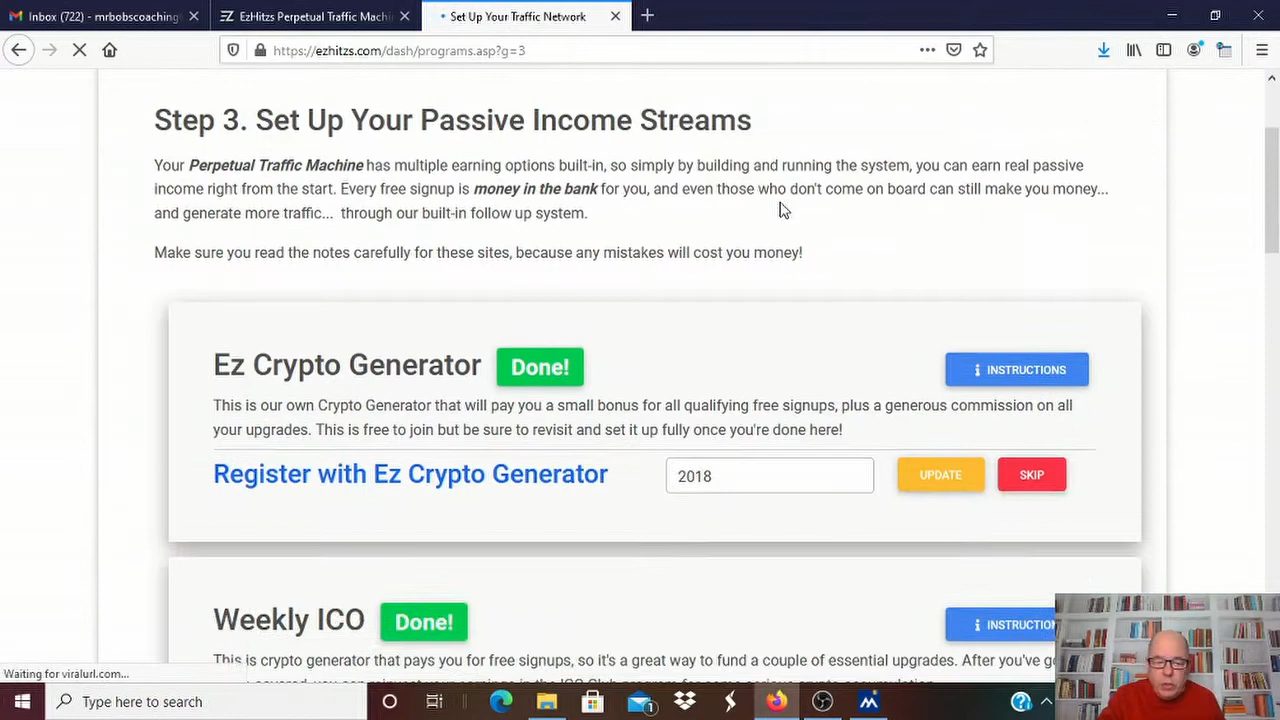 Inbox (722) - mrbobscoaching
EzHitzs Perpetual Traffic Machi
Set Up Your Traffic Network
https://ezhitzs.com/dash/programs.asp?g=3
Step 3. Set Up Your Passive Income Streams
Your Perpetual Traffic Machine has multiple earning options built-in, so simply by building and running the system, you can earn real passive
income right from the start. Every free signup is money in the bank for you, and even those who don't come on board can still make you money...
and generate more traffic... through our built-in follow up system.
Make sure you read the notes carefully for these sites, because any mistakes will cost you money!
Ez Crypto Generator Done!
i INSTRUCTIONS
This is our own Crypto Generator that will pay you a small bonus for all qualifying free signups, plus a generous commission on all
your upgrades. This is free to join but be sure to revisit and set it up fully once you're done here!
Register with Ez Crypto Generator
2018
UPDATE
SKIP
Weekly ICO Done!
i INSTRUCTION
This is crypto generator that pays you for free signups, so it's a great way to fund a couple of essential upgrades. After you've go
Waiting for viralurl.com...
Type here to search
1